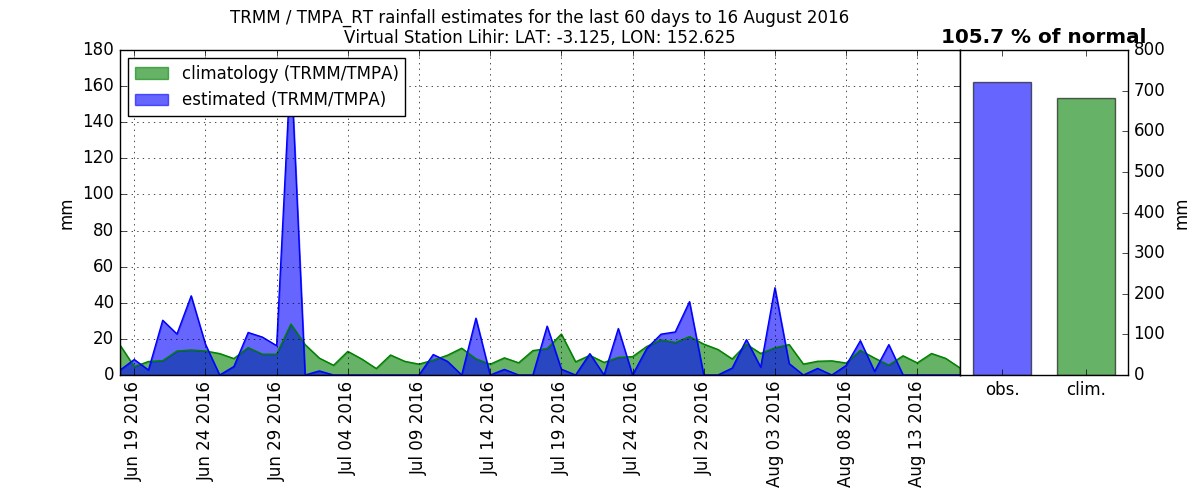 TRMM / TMPA_RT rainfall estimates for the last 60 days to 16 August 2016
Virtual Station Lihir: LAT: -3.125, LON: 152.625
105.7 % of normal
climatology (TRMM/TMPA)
estimated (TRMM/TMPA)
180
160
140
120
100
80
60
40
20
0
mm
Jun 19 2016
Jun 24 2016
Jun 29 2016
Jul 04 2016
Jul 09 2016
Jul 14 2016
Jul 19 2016
Jul 24 2016
Jul 29 2016
Aug 03 2016
Aug 08 2016
Aug 13 2016
800
700
600
500
400
300
200
100
0
mm
obs.
clim.